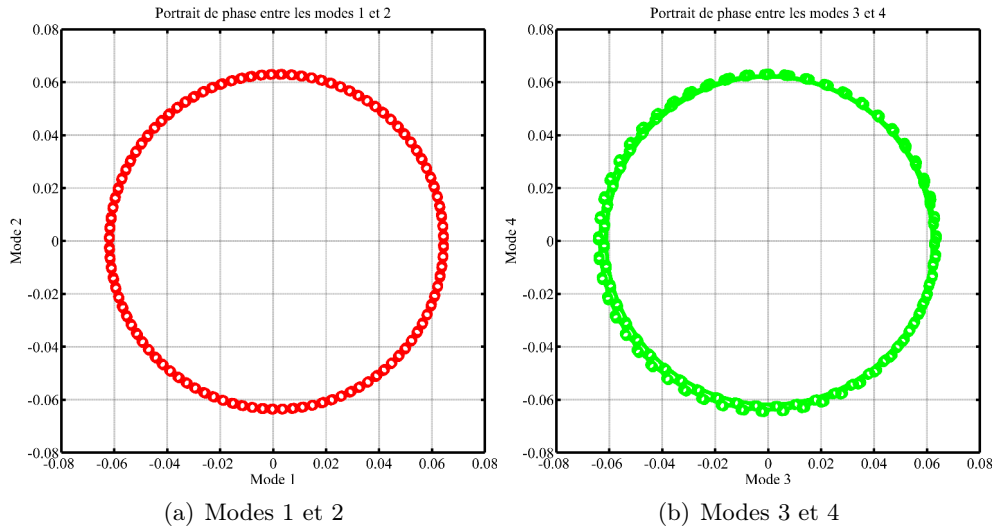 Portrait de phase entre les modes 1 et 2
0.08
0.06
0.04
0.02
0
-0.02
-0.04
-0.06
-0.08
Mode 2
-0.08 -0.06 -0.04 -0.02 0 0.02 0.04 0.06 0.08
Mode 1
(a) Modes 1 et 2
Portrait de phase entre les modes 3 et 4
0.08
0.06
0.04
0.02
0
-0.02
-0.04
-0.06
-0.08
Mode 4
-0.08 -0.06 -0.04 -0.02 0 0.02 0.04 0.06 0.08
Mode 3
(b) Modes 3 et 4